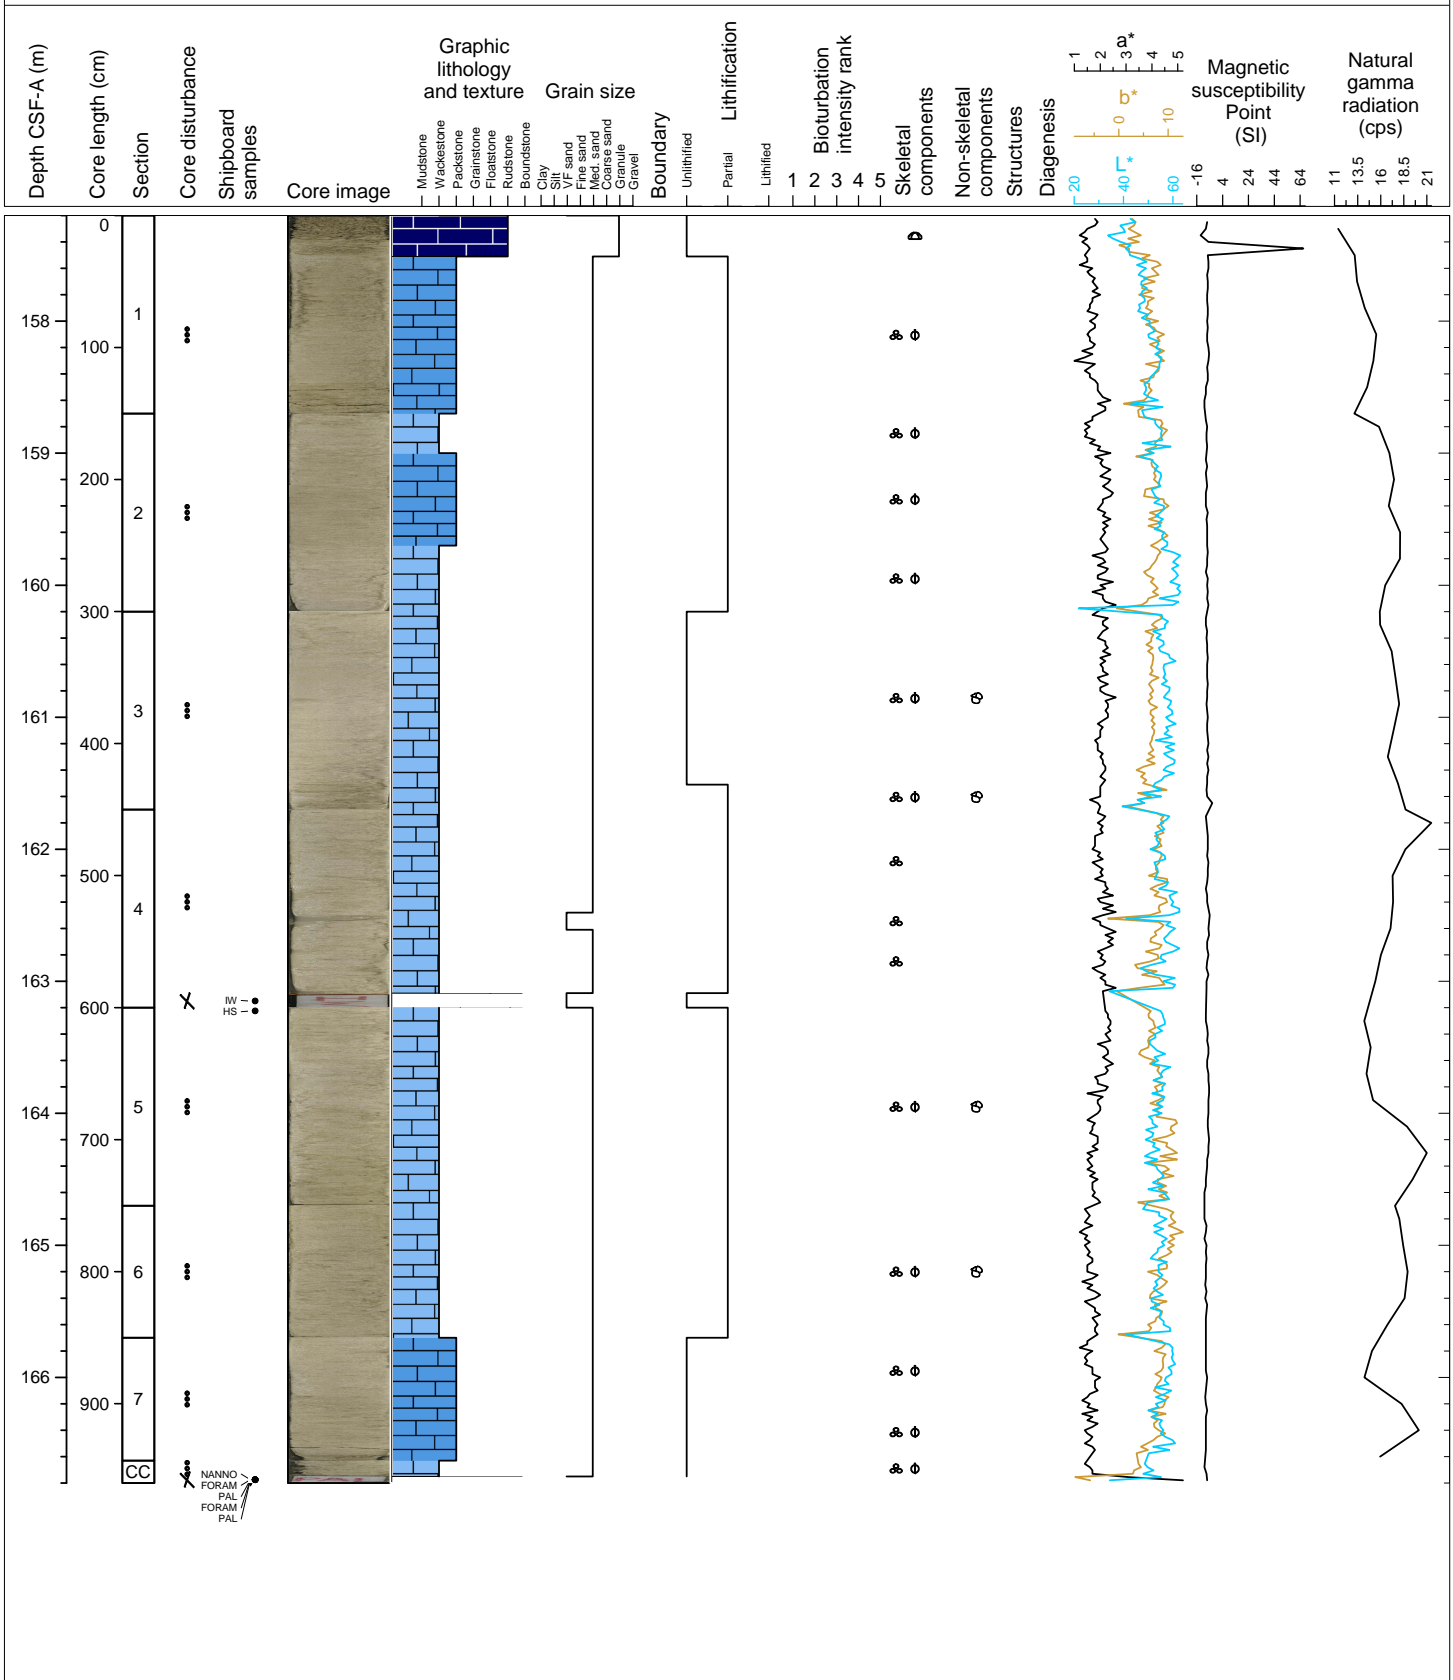 Depth CSF-A (m)
Core length (cm)
Section
Core disturbance
Shipboard
samples
Core image
Graphic
lithology
and texture
Mudstone
Wackestone
Packstone
Grainstone
Floatstone
Rudstone
Boundstone
Grain size
Clay
Silt
VF sand
Fine sand
Med. sand
Coarse sand
Granule
Gravel
Boundary
Lithification
Unlithified
Partial
Lithified
Bioturbation
intensity rank
1 2 3 4 5
Skeletal
components
Non-skeletal
components
Structures
Diagenesis
a*
1 2 3 4 5
b*
0 10
L*
20 40 60
Magnetic
susceptibility
Point
(SI)
-16 4 24 44 64
Natural
gamma
radiation
(cps)
11 13.5 16 18.5 21
0
1
158
100
159
200
2
160
300
161
3
400
162
500
4
163
IW
600
HS
164
5
700
165
800
6
166
7
900
CC
NANNO
FORAM
PAL
FORAM
PAL